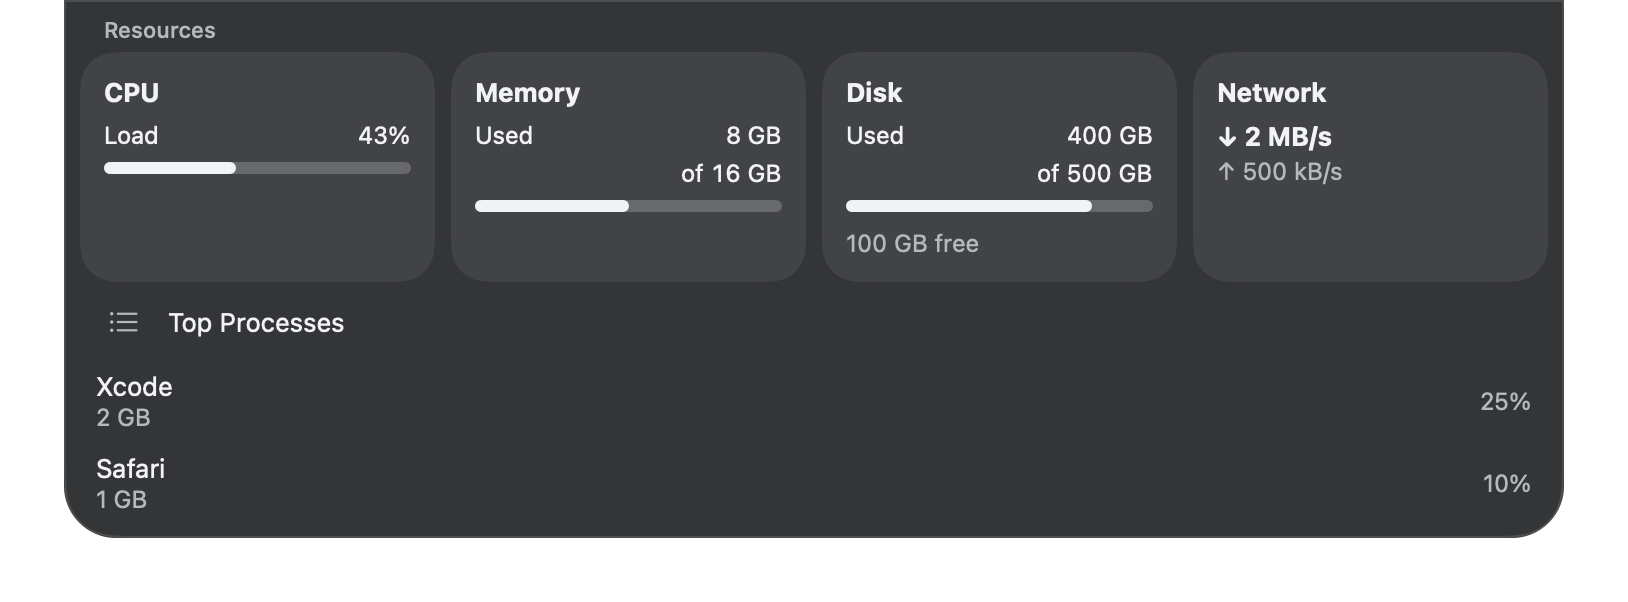 Resources
CPU
Load 43%
Memory
Used 8 GB
of 16 GB
Disk
Used 400 GB
of 500 GB
100 GB free
Network
↓ 2 MB/s
↑ 500 kB/s
Top Processes
Xcode
2 GB
25%
Safari
1 GB
10%